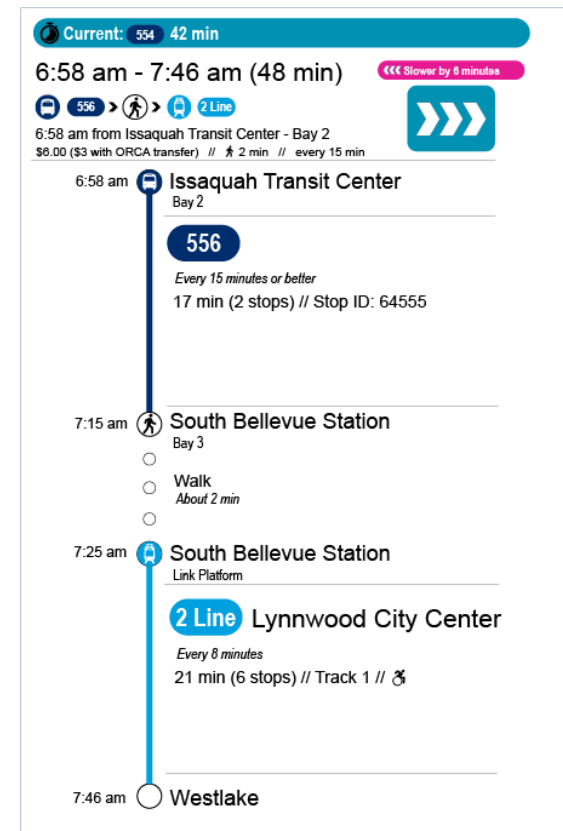 Current: 554 42 min
6:58 am - 7:46 am (48 min)
Slower by 6 minutes
556 > > 2 Line
6:58 am from Issaquah Transit Center - Bay 2
$6.00 ($3 with ORCA transfer) // 2 min // every 15 min
6:58 am Issaquah Transit Center
Bay 2
556
Every 15 minutes or better
17 min (2 stops) // Stop ID: 64555
7:15 am South Bellevue Station
Bay 3
Walk
About 2 min
7:25 am South Bellevue Station
Link Platform
2 Line Lynnwood City Center
Every 8 minutes
21 min (6 stops) // Track 1 //
7:46 am Westlake